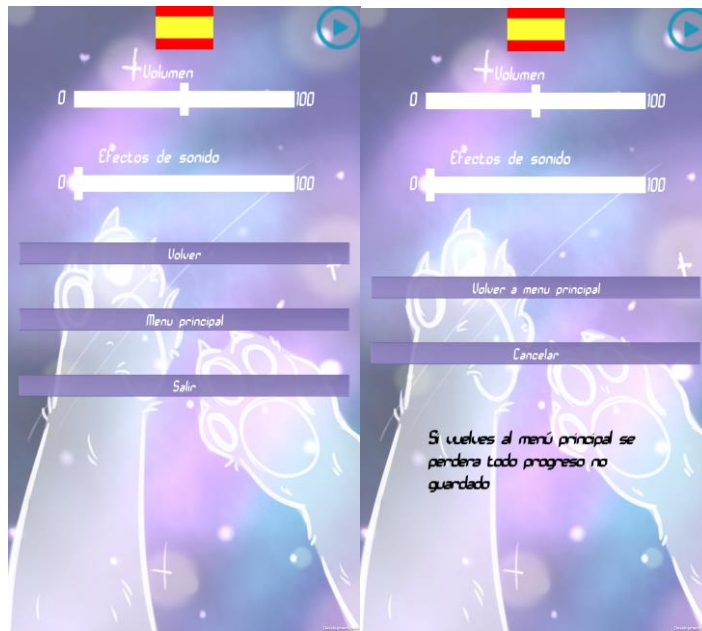 Volumen
0
100
Efectos de sonido
0
100
Volver
Menu principal
Salir
Volumen
0
100
Efectos de sonido
0
100
Volver a menu principal
Cancelar
Si vuelves al menú principal se
perdera todo progreso no
guardado